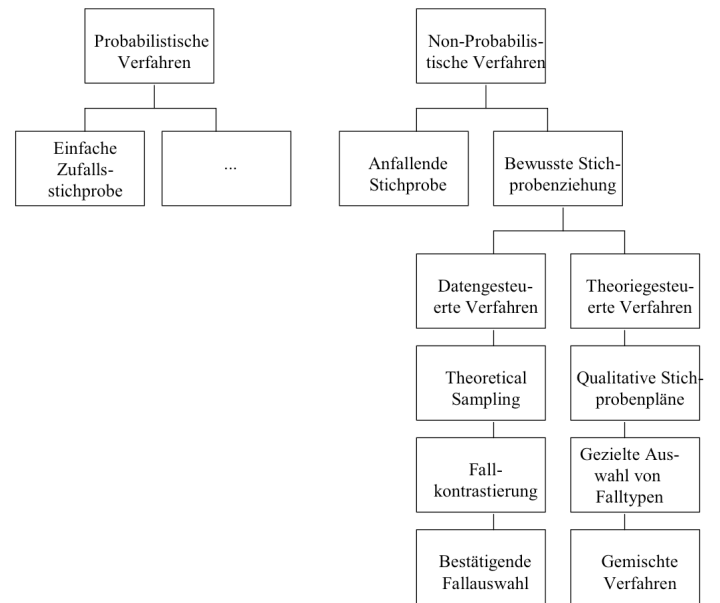 Probabilistische
Verfahren
Non-Probabilis-
tische Verfahren
Einfache
Zufalls-
stichprobe
...
Anfallende
Stichprobe
Bewusste Stich-
probenziehung
Datengesteu-
erte Verfahren
Theoriegesteu-
erte Verfahren
Theoretical
Sampling
Qualitative Stich-
probenpläne
Fall-
kontrastierung
Gezielte Aus-
wahl von
Falltypen
Bestätigende
Fallauswahl
Gemischte
Verfahren